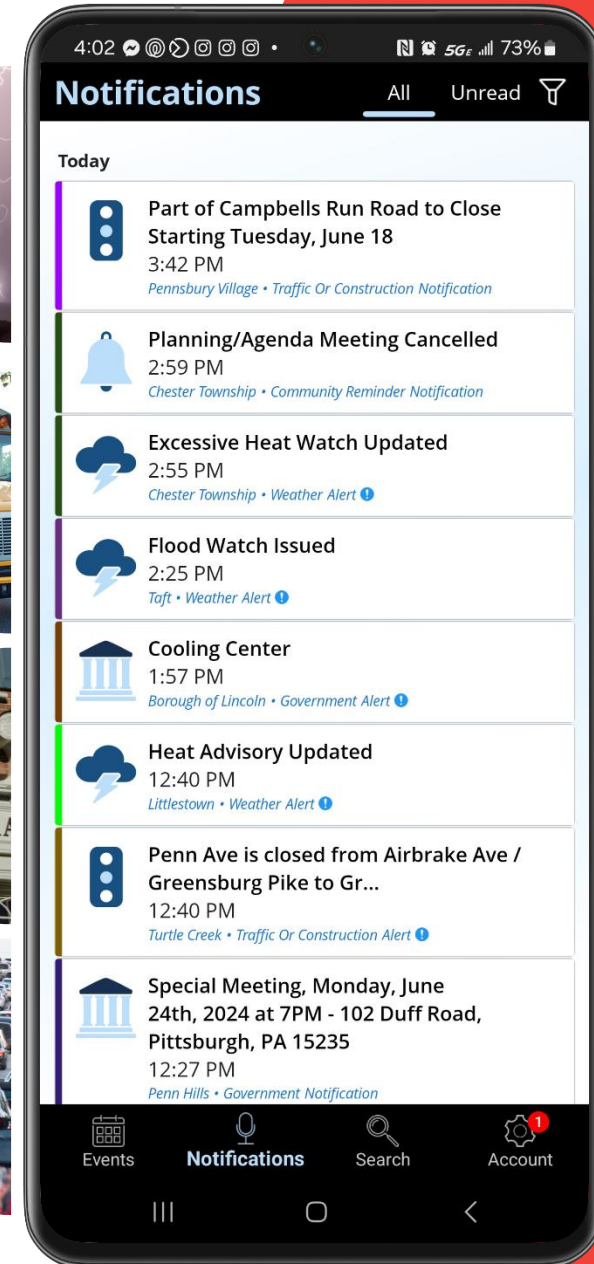 4:02 5GE 73%
Notifications All Unread
Today
Part of Campbells Run Road to Close
Starting Tuesday, June 18
3:42 PM
Pennsbury Village • Traffic Or Construction Notification
Planning/Agenda Meeting Cancelled
2:59 PM
Chester Township • Community Reminder Notification
Excessive Heat Watch Updated
2:55 PM
Chester Township • Weather Alert
Flood Watch Issued
2:25 PM
Taft • Weather Alert
Cooling Center
1:57 PM
Borough of Lincoln • Government Alert
Heat Advisory Updated
12:40 PM
Littlestown • Weather Alert
Penn Ave is closed from Airbrake Ave /
Greensburg Pike to Gr...
12:40 PM
Turtle Creek • Traffic Or Construction Alert
Special Meeting, Monday, June
24th, 2024 at 7PM - 102 Duff Road,
Pittsburgh, PA 15235
12:27 PM
Penn Hills • Government Notification
1
Events Notifications Search Account